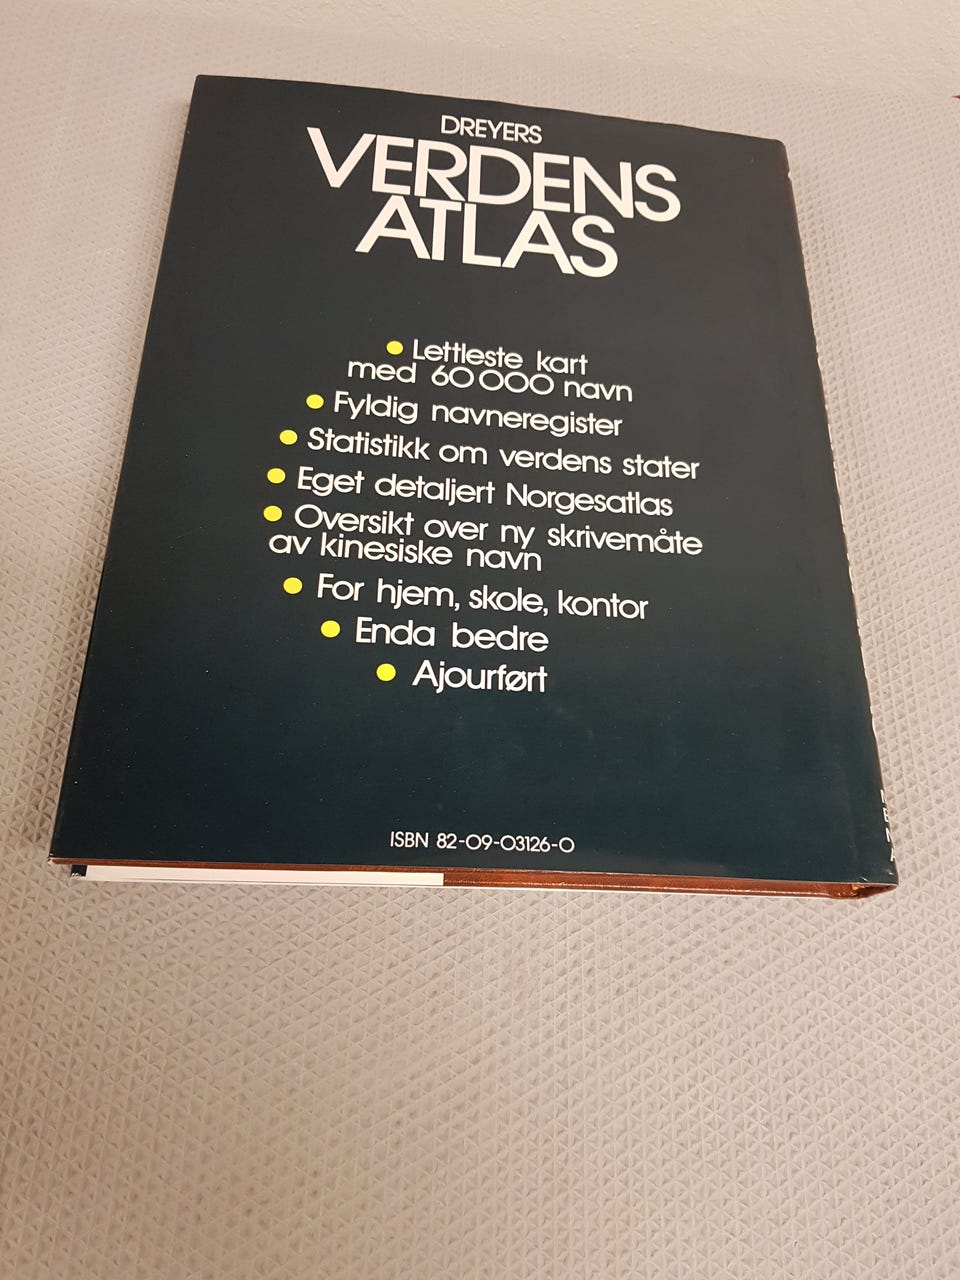 DREYERS
VERDENS
ATLAS
● Lettleste kart
med 60 000 navn
● Fyldig navneregister
● Statistikk om verdens stater
● Eget detaljert Norgesatlas
● Oversikt over ny skrivemåte
av kinesiske navn
● For hjem, skole, kontor
● Enda bedre
● Ajourført
ISBN 82-09-03126-0